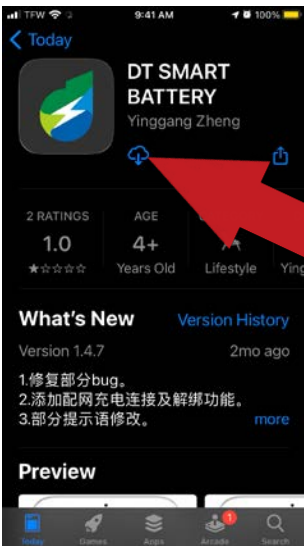 TFW 9:41 AM 100%
Today
DT SMART
BATTERY
Yinggang Zheng
2 RATINGS AGE
1.0 4+
Years Old Lifestyle Ying
What's New Version History
Version 1.4.7 2mo ago
1.修复部分bug。
2.添加配网充电连接及解绑功能。
3.部分提示语修改。 more
Preview
1
Today Games Apps Arcade Search